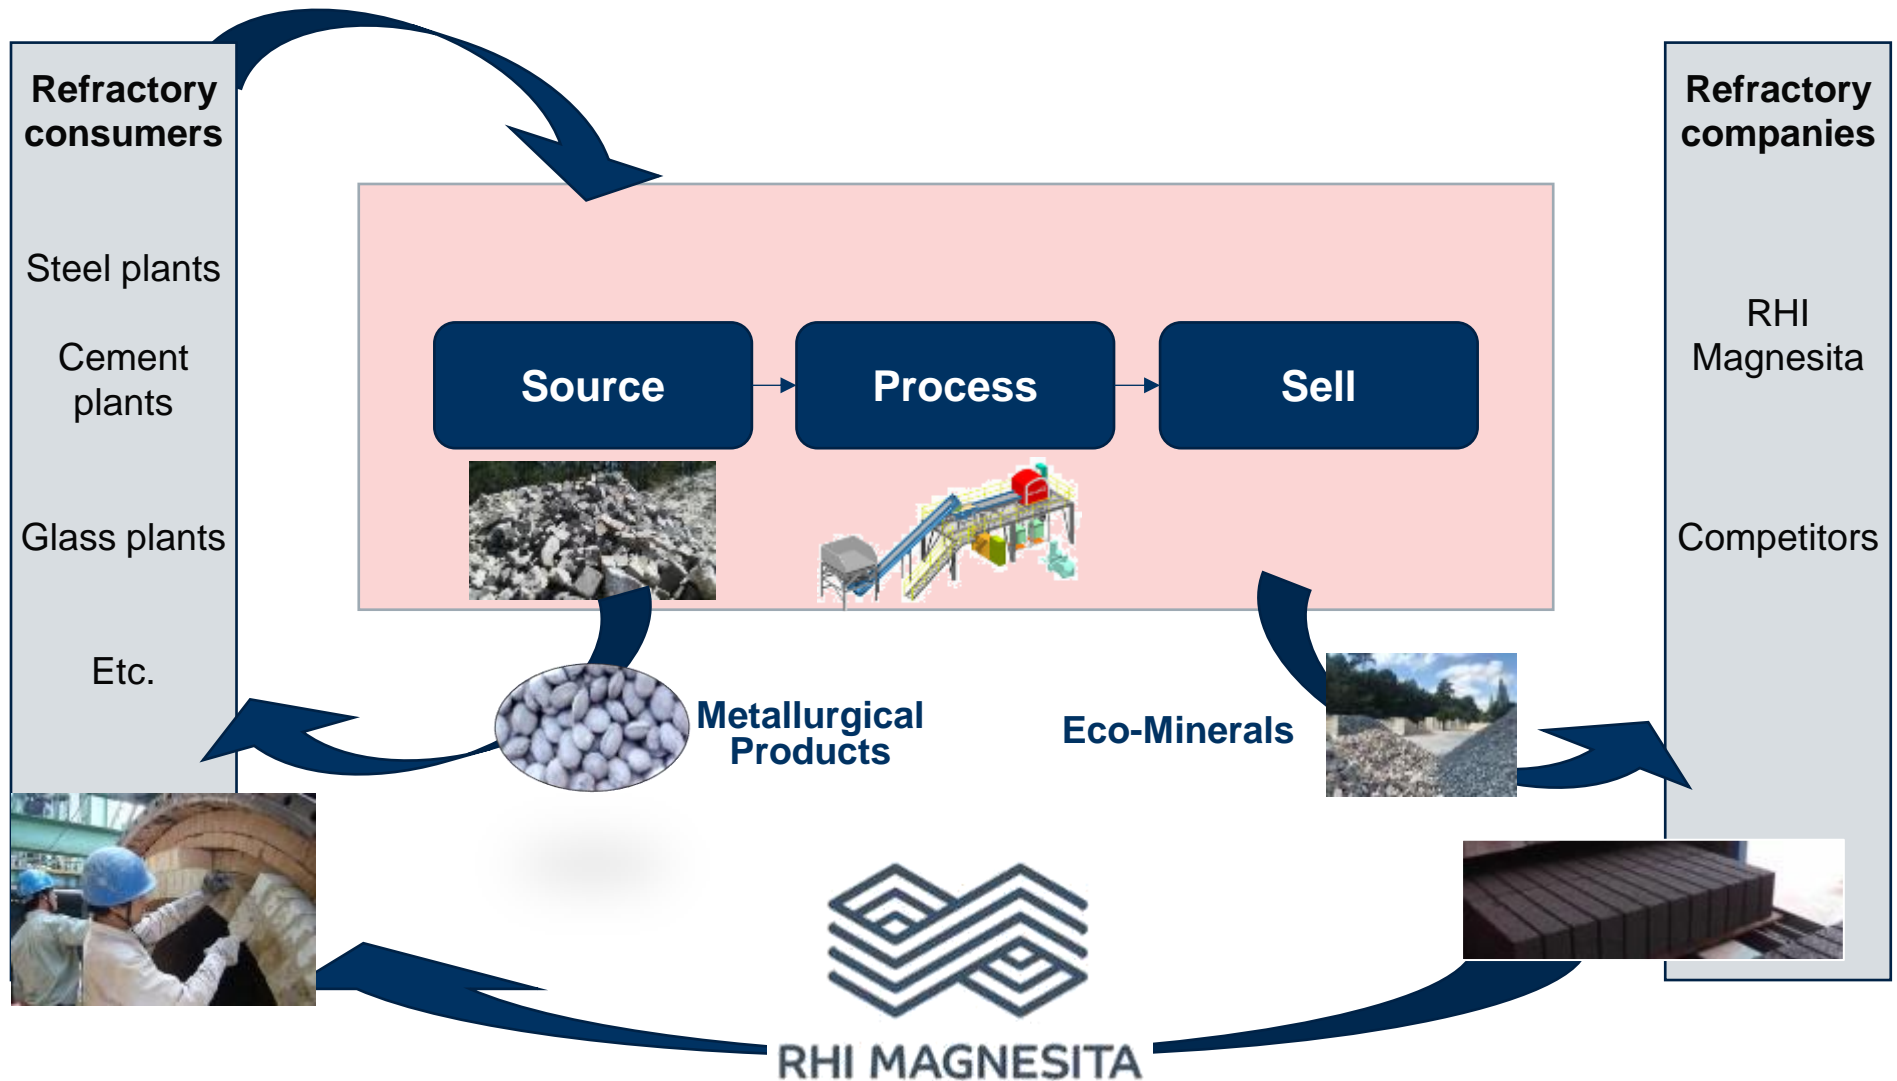 Refractory
consumers
Steel plants
Cement
plants
Glass plants
Etc.
Source
Process
Sell
Metallurgical
Products
Eco-Minerals
Refractory
companies
RHI
Magnesita
Competitors
RHI MAGNESITA